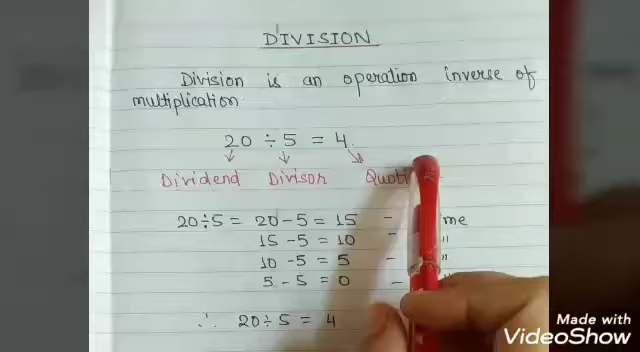 DIVISION
Division is an operation inverse of
multiplication
20 ÷ 5 = 4
Dividend Divisor
20÷5 = 20 - 5 = 15 - me
15 - 5 = 10 - "
10 - 5 = 5 - "
5 - 5 = 0 - "
∴ 20÷5 = 4
Made with
VideoShow